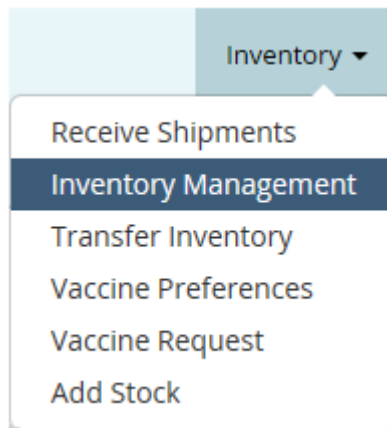 Inventory
Receive Shipments
Inventory Management
Transfer Inventory
Vaccine Preferences
Vaccine Request
Add Stock